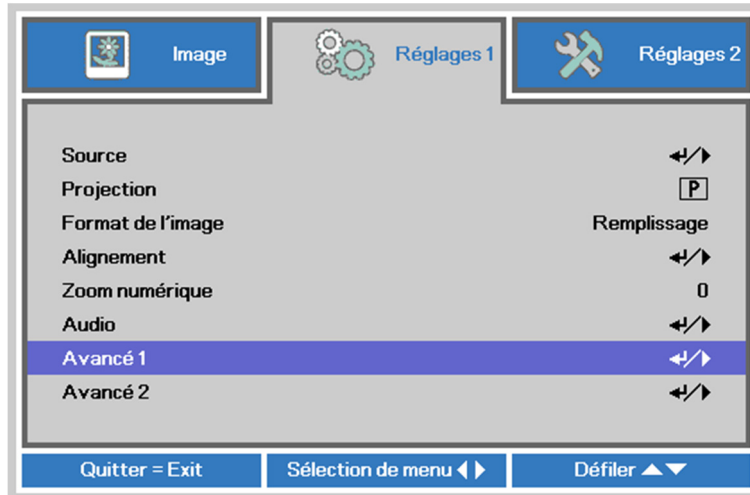 Image
Réglages 1
Réglages 2
Source
Projection P
Format de l'image Remplissage
Alignement
Zoom numérique 0
Audio
Avancé 1
Avancé 2
Quitter = Exit
Sélection de menu
Défiler